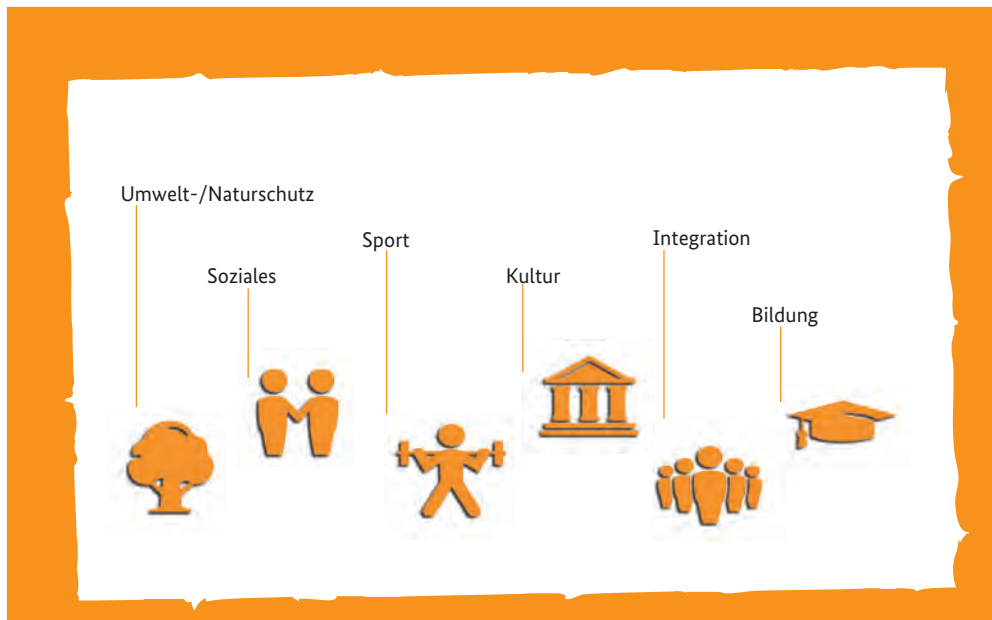 Umwelt-/Naturschutz
Soziales
Sport
Kultur
Integration
Bildung